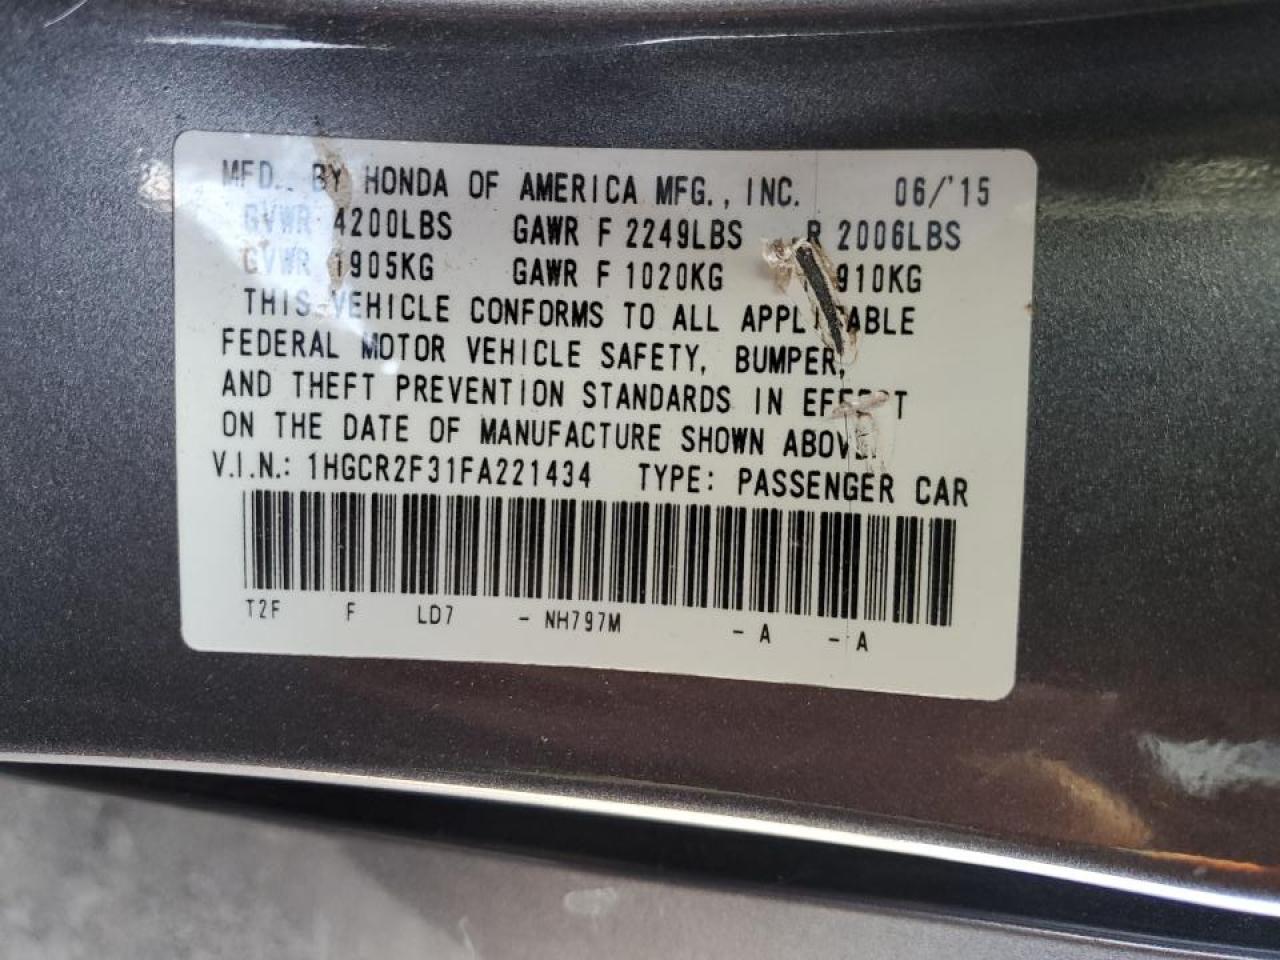 MFD. BY HONDA OF AMERICA MFG., INC. 06/'15
GVWR 4200LBS GAWR F 2249LBS R 2006LBS
GVWR 1905KG GAWR F 1020KG 910KG
THIS VEHICLE CONFORMS TO ALL APPLICABLE
FEDERAL MOTOR VEHICLE SAFETY, BUMPER,
AND THEFT PREVENTION STANDARDS IN EFFECT
ON THE DATE OF MANUFACTURE SHOWN ABOVE.
V.I.N.: 1HGCR2F31FA221434 TYPE: PASSENGER CAR
T2F F LD7 - NH797M - A - A